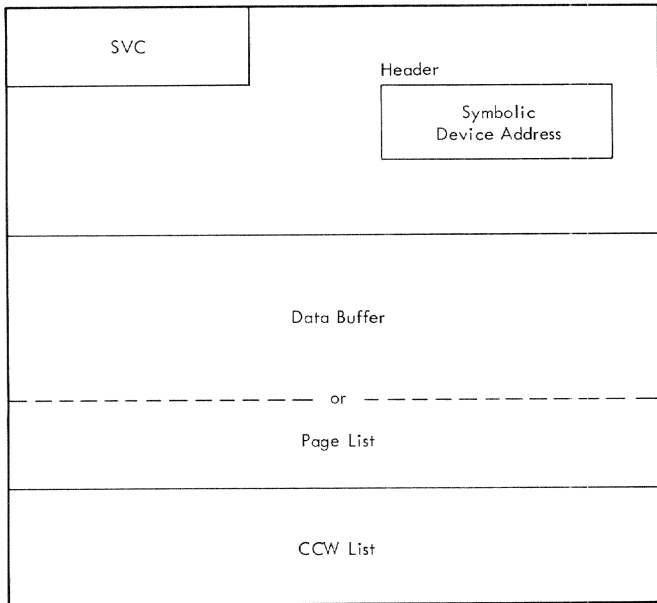 SVC
Header
Symbolic
Device Address
Data Buffer
or
Page List
CCW List